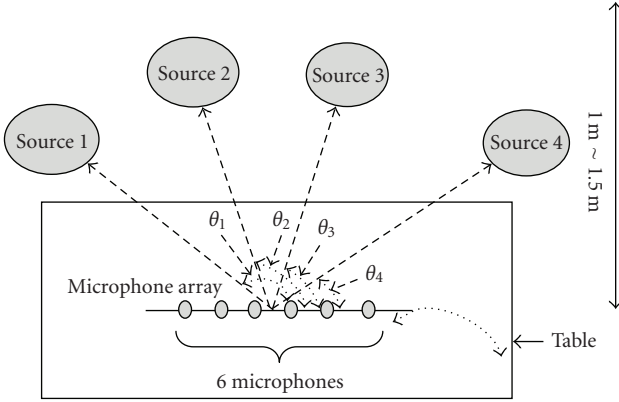 Source 2
Source 3
Source 1
Source 4
1 m ~ 1.5 m
θ1
θ2
θ3
θ4
Microphone array
Table
6 microphones